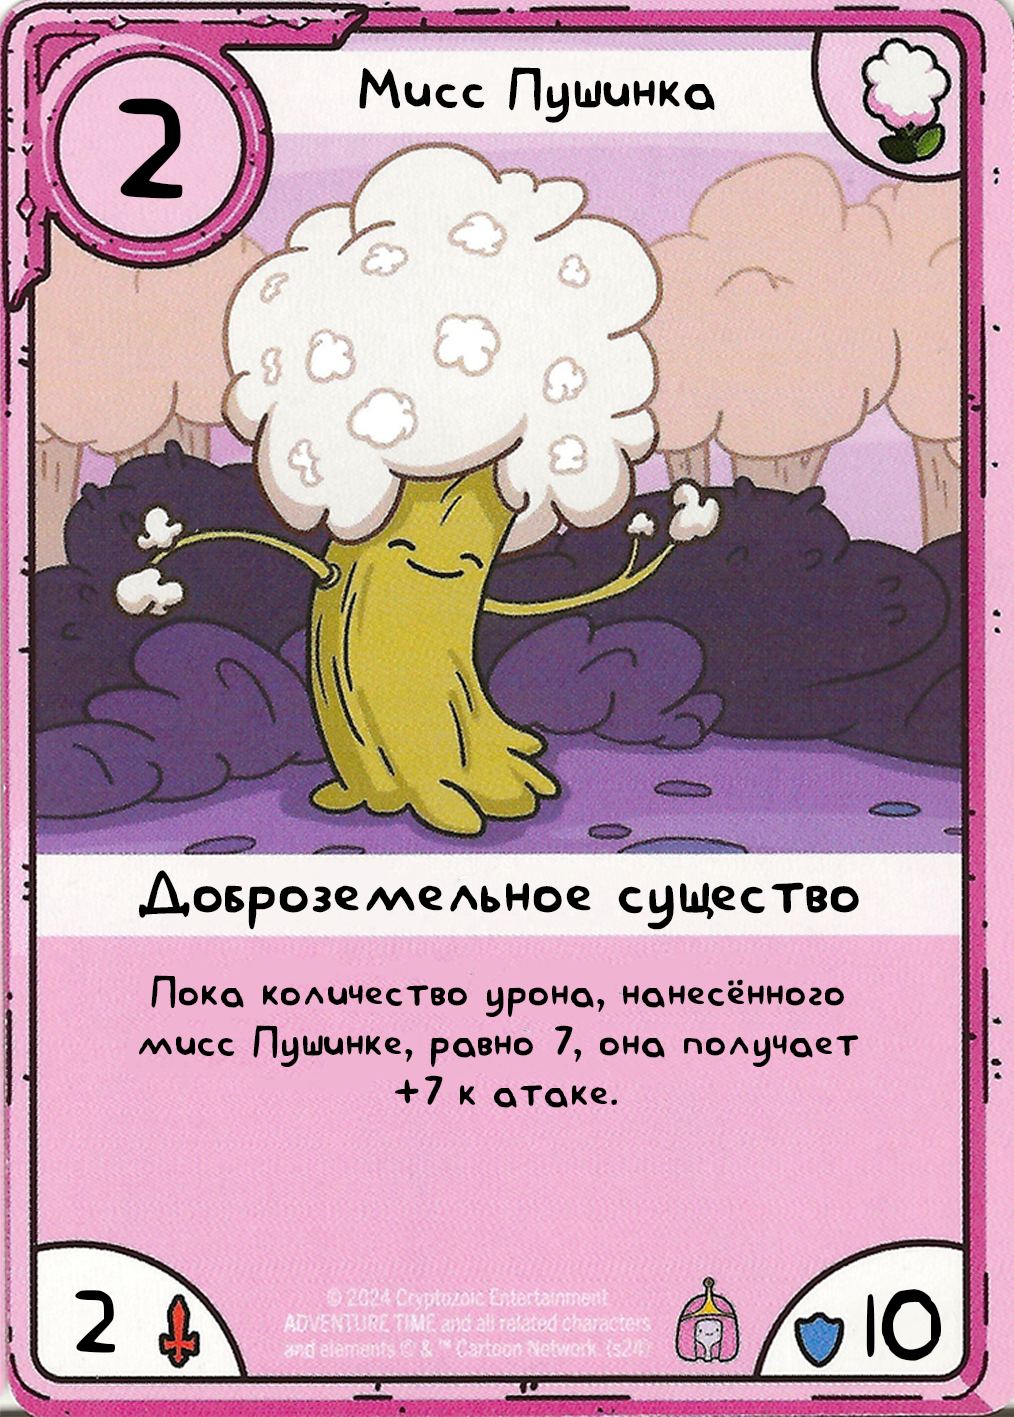 2
Мисс Пушинка
Доброземельное существо
Пока количество урона, нанесённого
мисс Пушинке, равно 7, она получает
+7 к атаке.
2
10
© 2024 Cryptozoic Entertainment
ADVENTURE TIME and all related characters
and elements © & ™ Cartoon Network. (s24)